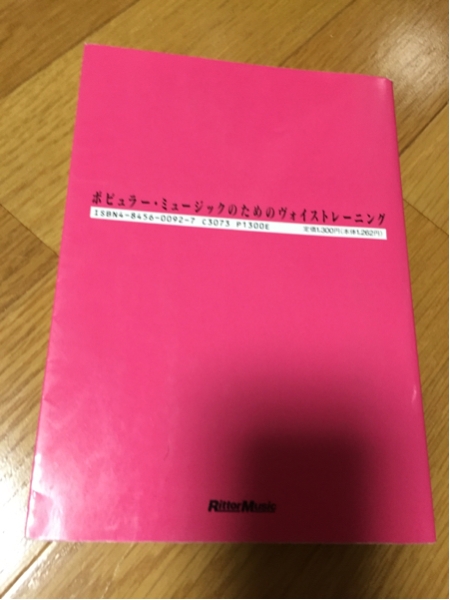 ポピュラー・ミュージックのためのヴォイストレーニング
ISBN4-8456-0092-7 C3073 P1300E 定価1,300円(本体1,262円)
RittorMusic